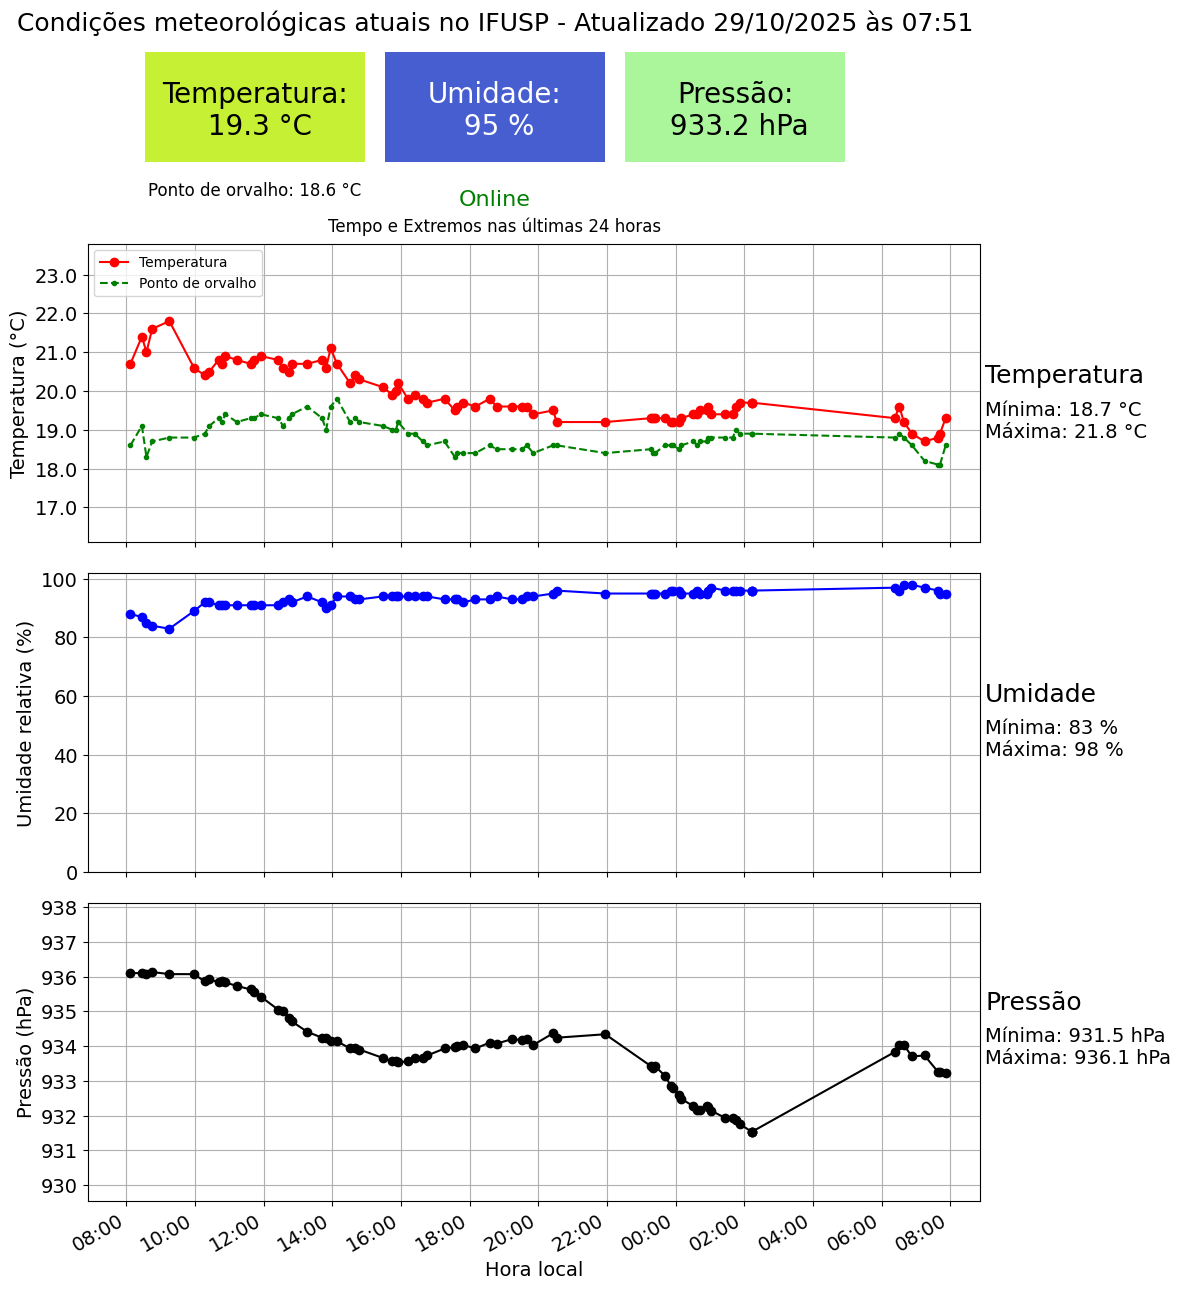 Condições meteorológicas atuais no IFUSP - Atualizado 29/10/2025 às 07:51
Temperatura:
19.3 °C
Umidade:
95 %
Pressão:
933.2 hPa
Ponto de orvalho: 18.6 °C
Online
Tempo e Extremos nas últimas 24 horas
Temperatura
Ponto de orvalho
Temperatura (°C)
23.0
22.0
21.0
20.0
19.0
18.0
17.0
Temperatura
Mínima: 18.7 °C
Máxima: 21.8 °C
Umidade relativa (%)
100
80
60
40
20
0
Umidade
Mínima: 83 %
Máxima: 98 %
Pressão (hPa)
938
937
936
935
934
933
932
931
930
Pressão
Mínima: 931.5 hPa
Máxima: 936.1 hPa
08:00
10:00
12:00
14:00
16:00
18:00
20:00
22:00
00:00
02:00
04:00
06:00
08:00
Hora local